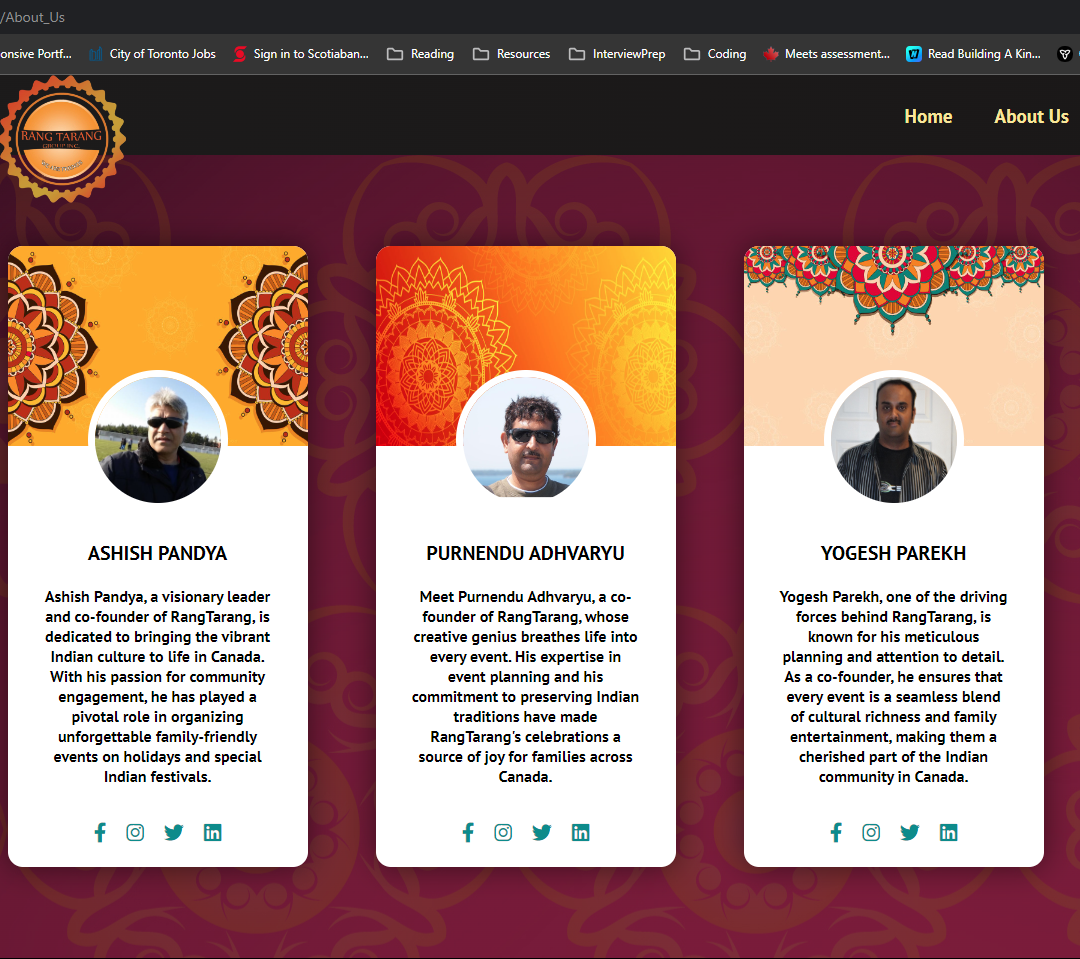 /About_Us
onsive Portf...
City of Toronto Jobs
Sign in to Scotiaban...
Reading
Resources
InterviewPrep
Coding
Meets assessment...
Read Building A Kin...
RANG TARANG
GROUP INC.
Home
About Us
ASHISH PANDYA
Ashish Pandya, a visionary leader
and co-founder of RangTarang, is
dedicated to bringing the vibrant
Indian culture to life in Canada.
With his passion for community
engagement, he has played a
pivotal role in organizing
unforgettable family-friendly
events on holidays and special
Indian festivals.
PURNENDU ADHVARYU
Meet Purnendu Adhvaryu, a co-
founder of RangTarang, whose
creative genius breathes life into
every event. His expertise in
event planning and his
commitment to preserving Indian
traditions have made
RangTarang's celebrations a
source of joy for families across
Canada.
YOGESH PAREKH
Yogesh Parekh, one of the driving
forces behind RangTarang, is
known for his meticulous
planning and attention to detail.
As a co-founder, he ensures that
every event is a seamless blend
of cultural richness and family
entertainment, making them a
cherished part of the Indian
community in Canada.